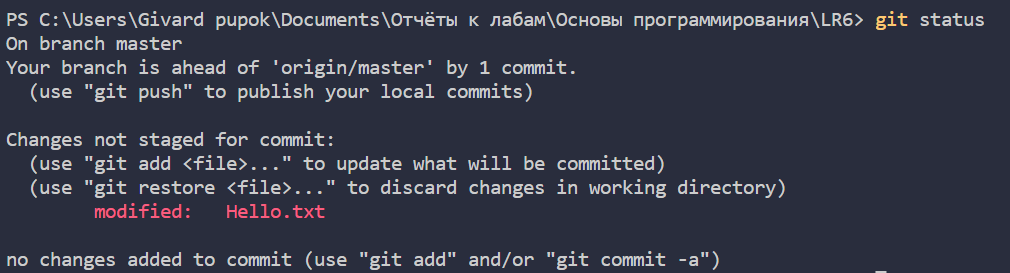 PS C:\Users\Givard pupok\Documents\Отчёты к лабам\Основы программирования\LR6> git status
On branch master
Your branch is ahead of 'origin/master' by 1 commit.
  (use "git push" to publish your local commits)

Changes not staged for commit:
  (use "git add <file>..." to update what will be committed)
  (use "git restore <file>..." to discard changes in working directory)
        modified:   Hello.txt

no changes added to commit (use "git add" and/or "git commit -a")